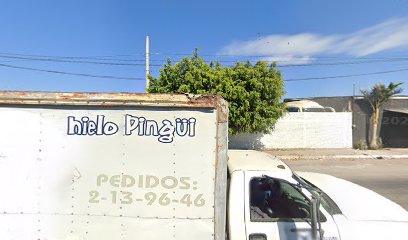 hielo Pingüi
PEDIDOS:
2-13-96-46